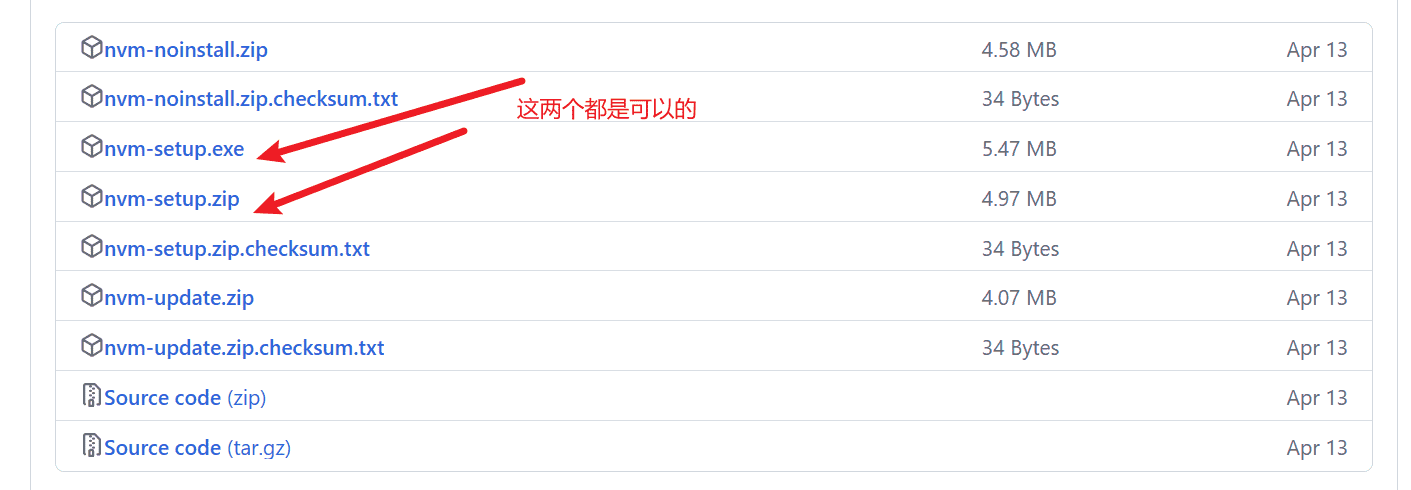 nvm-noinstall.zip 4.58 MB Apr 13
nvm-noinstall.zip.checksum.txt 34 Bytes Apr 13
这两个都是可以的
nvm-setup.exe 5.47 MB Apr 13
nvm-setup.zip 4.97 MB Apr 13
nvm-setup.zip.checksum.txt 34 Bytes Apr 13
nvm-update.zip 4.07 MB Apr 13
nvm-update.zip.checksum.txt 34 Bytes Apr 13
Source code (zip) Apr 13
Source code (tar.gz) Apr 13